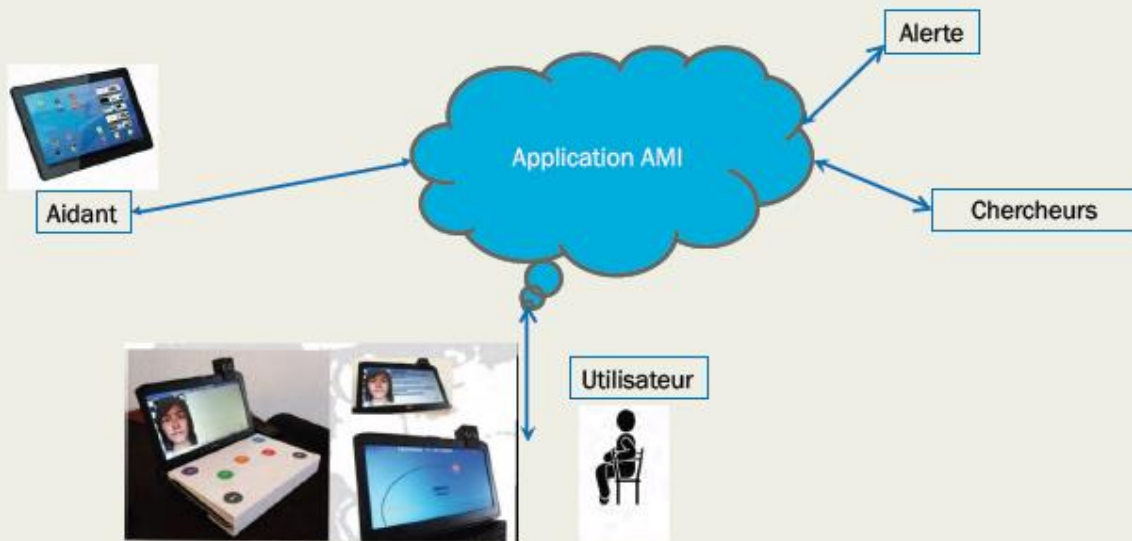 Alerte
Application AMI
Aidant
Chercheurs
Utilisateur